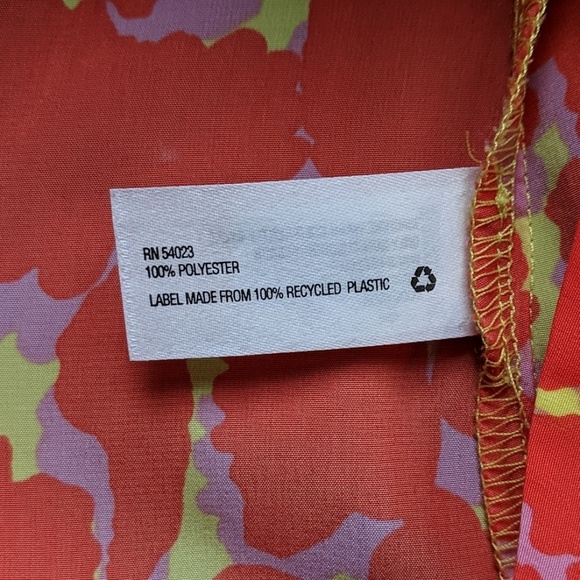 RN 54023
100% POLYESTER
LABEL MADE FROM 100% RECYCLED PLASTIC